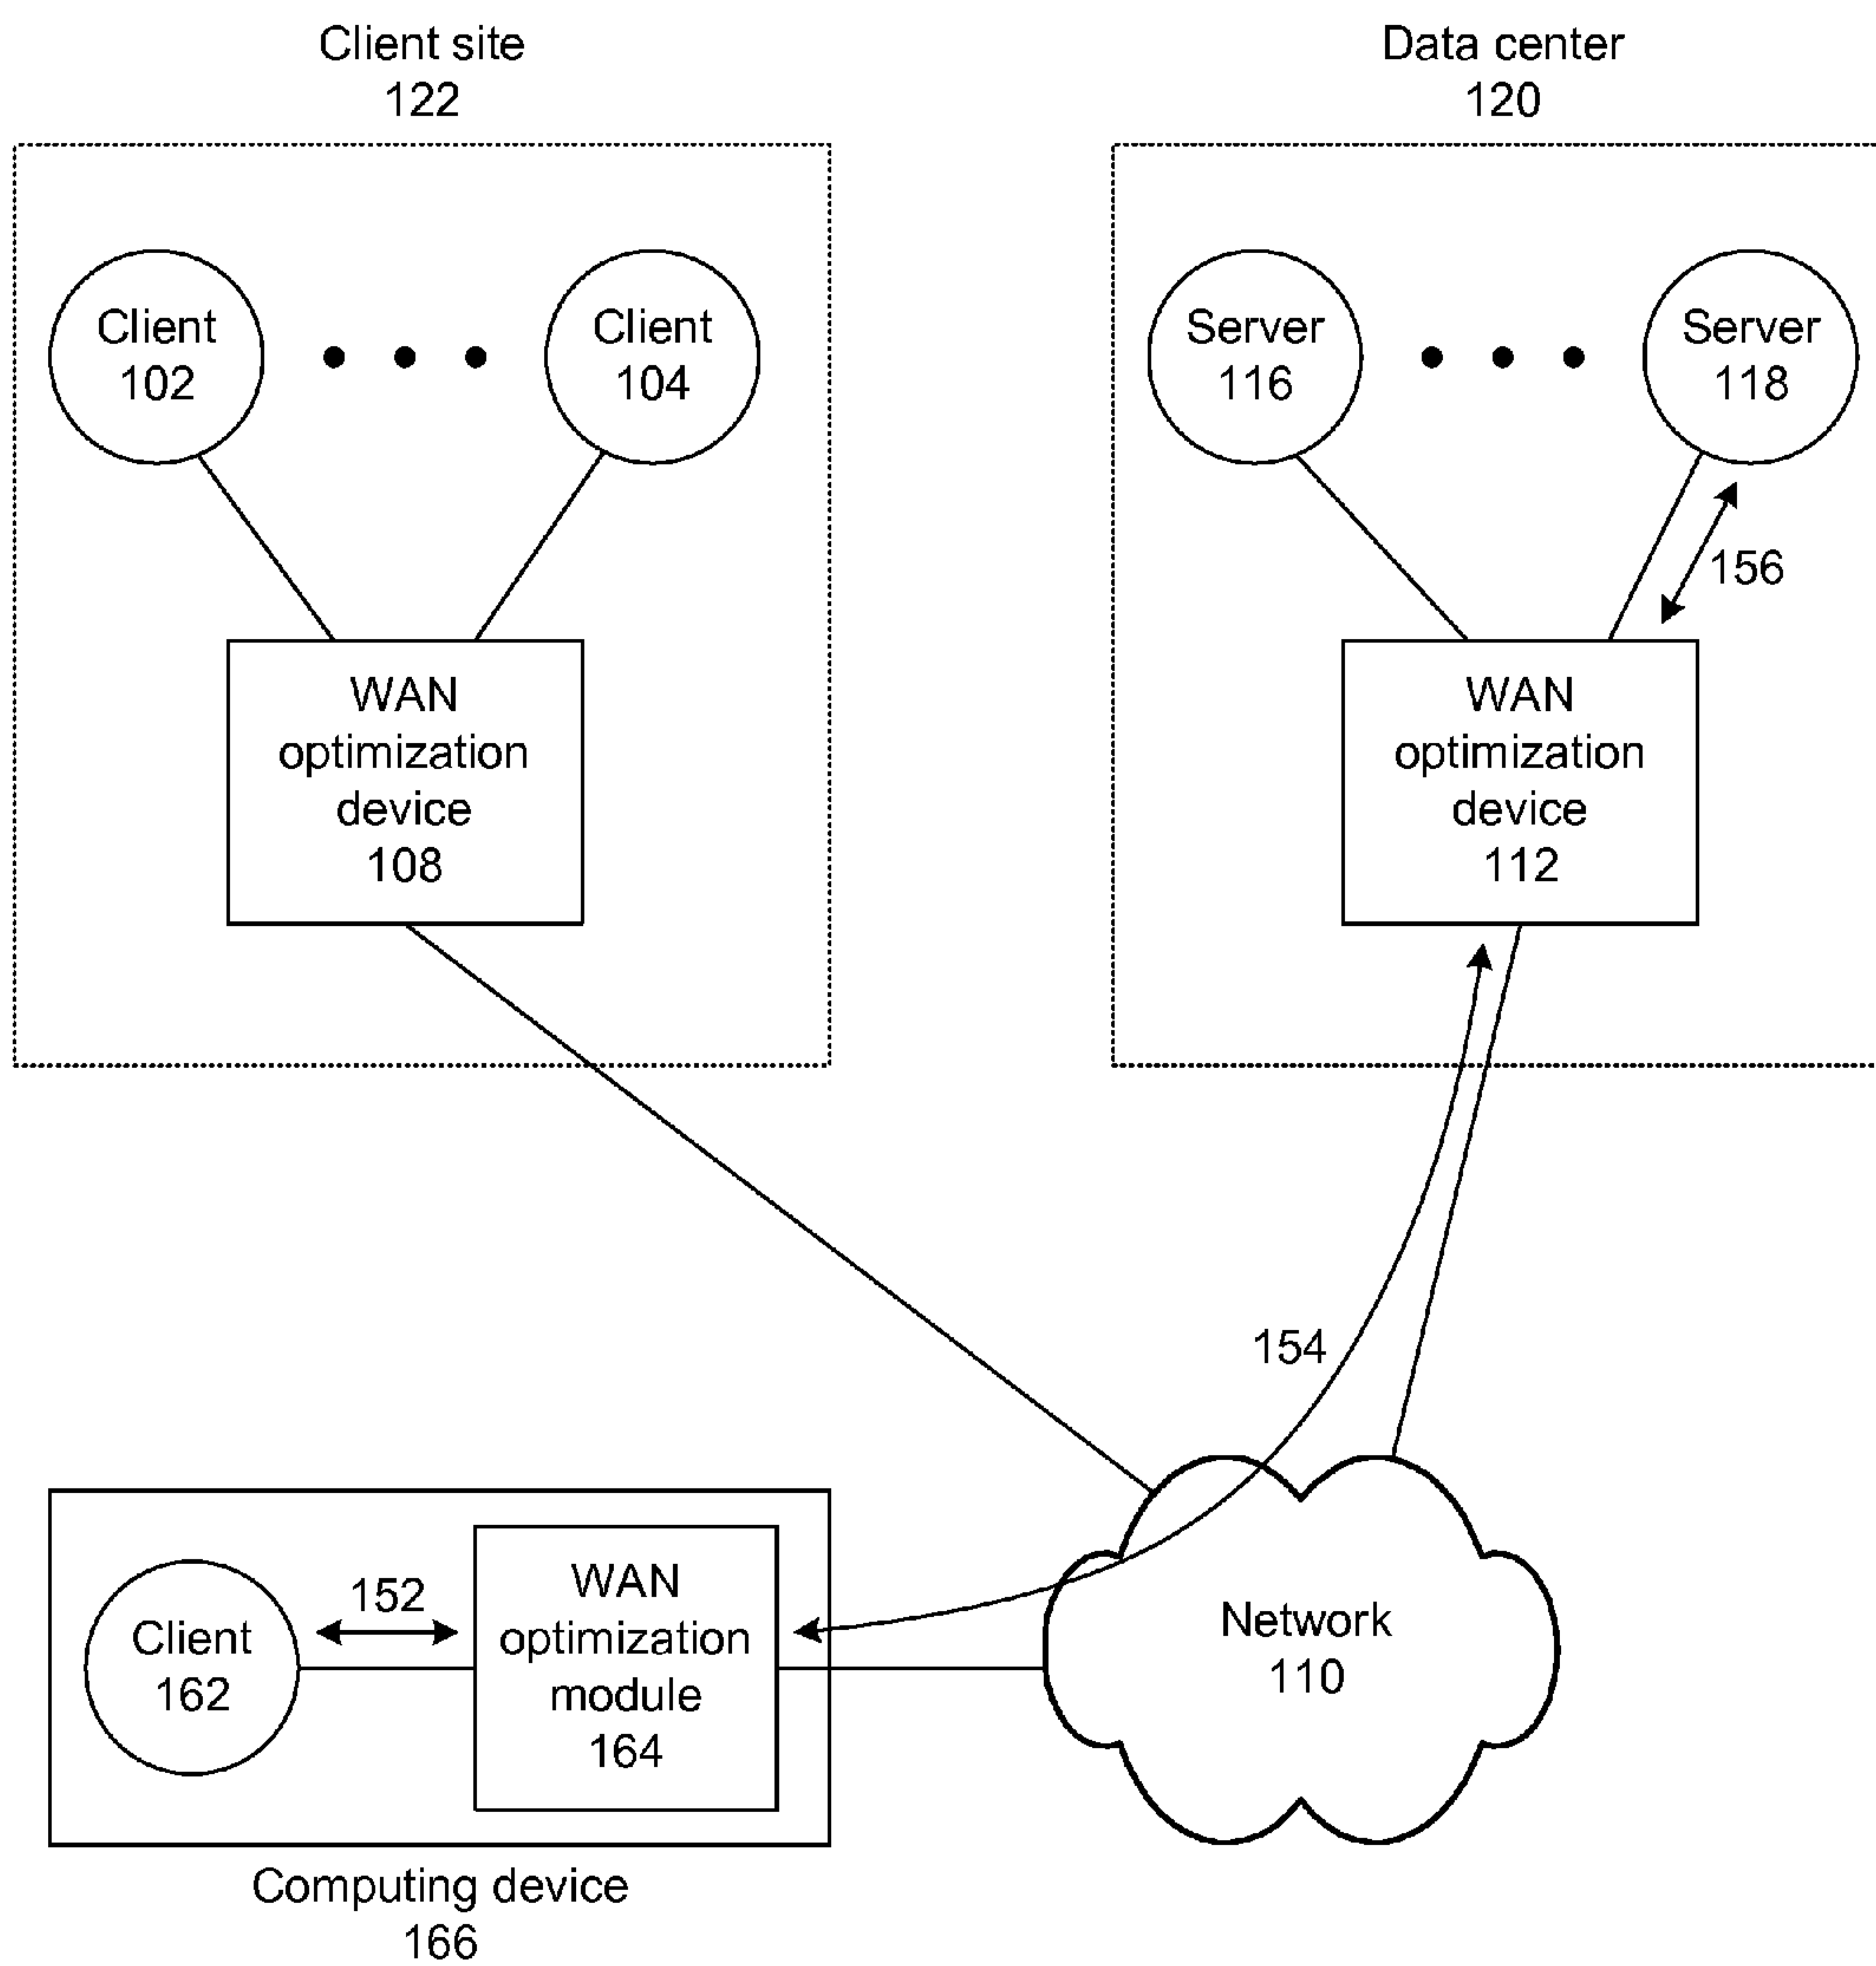 Client site
122
Data center
120
Client
102
Client
104
Server
116
Server
118
156
WAN
optimization
device
108
WAN
optimization
device
112
154
Client
162
152
WAN
optimization
module
164
Network
110
Computing device
166